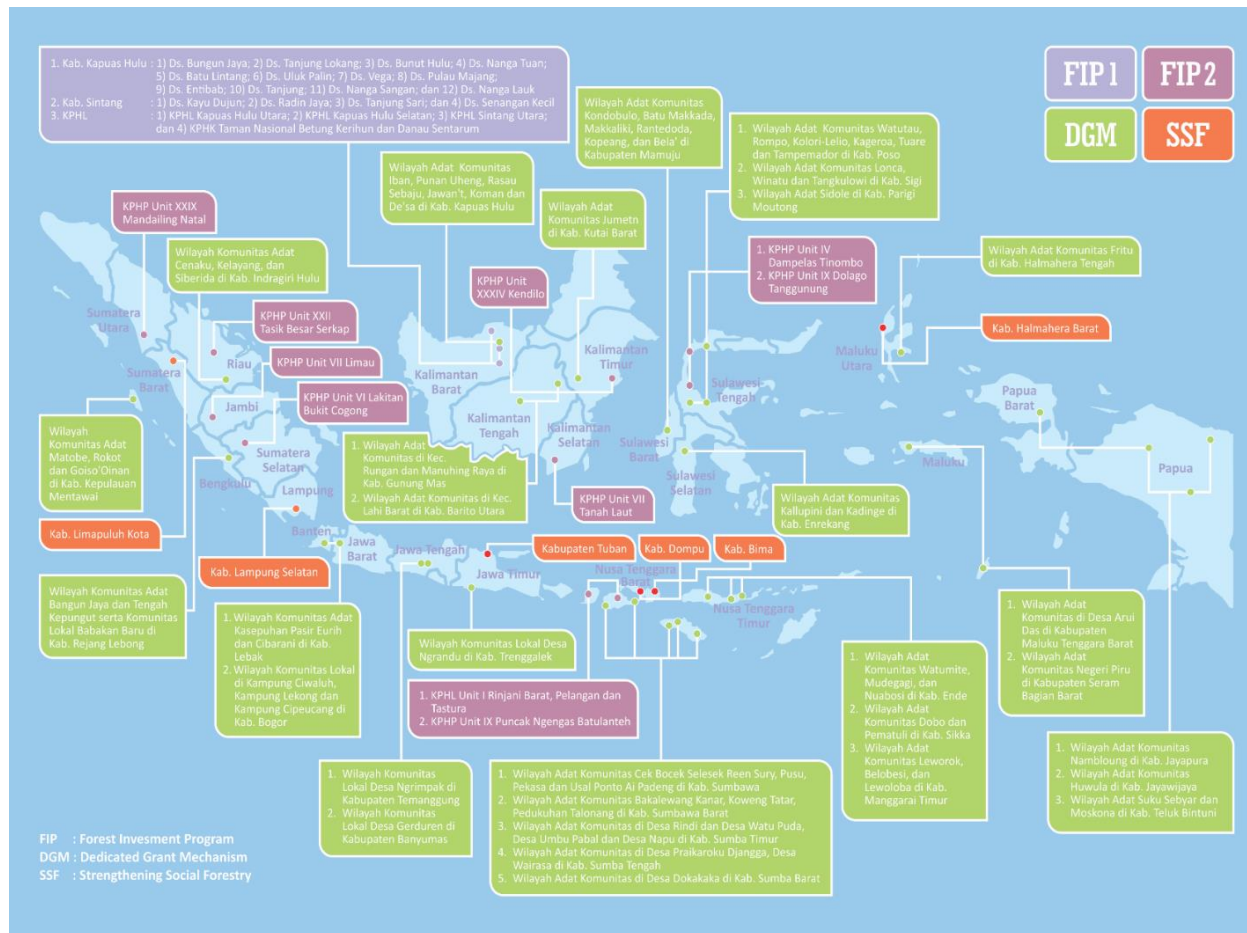 1. Kab. Kapuas Hulu : 1) Ds. Bungun Jaya; 2) Ds. Tanjung Lokang; 3) Ds. Bunut Hulu; 4) Ds. Nanga Tuan;
5) Ds. Batu Lintang; 6) Ds. Uluk Palin; 7) Ds. Vega; 8) Ds. Pulau Majang;
9) Ds. Entibab; 10) Ds. Tanjung; 11) Ds. Nanga Sangan; dan 12) Ds. Nanga Lauk
2. Kab. Sintang : 1) Ds. Kayu Dujun; 2) Ds. Radin Jaya; 3) Ds. Tanjung Sari; dan 4) Ds. Senangan Kecil
3. KPHL : 1) KPHL Kapuas Hulu Utara; 2) KPHL Kapuas Hulu Selatan; 3) KPHL Sintang Utara;
dan 4) KPHK Taman Nasional Betung Kerihun dan Danau Sentarum
FIP 1
FIP 2
DGM
SSF
Wilayah Adat Komunitas
Kondobulo, Batu Makkada,
Makkaliki, Rantedoda,
Kopeang, dan Bela' di
Kabupaten Mamuju
1. Wilayah Adat Komunitas Watutau,
Rompo, Kolori-Lelio, Kageroa, Tuare
dan Tampemador di Kab. Poso
2. Wilayah Adat Komunitas Lonca,
Winatu dan Tangkulowi di Kab. Sigi
3. Wilayah Adat Sidole di Kab. Parigi
Moutong
Wilayah Adat Komunitas
Iban, Punan Uheng, Rasau
Sebaju, Jawan't, Koman dan
De'sa di Kab. Kapuas Hulu
Wilayah Adat
Komunitas Jumetn
di Kab. Kutai Barat
KPHP Unit XXIX
Mandailing Natal
Wilayah Komunitas Adat
Cenaku, Kelayang, dan
Siberida di Kab. Indragiri Hulu
1. KPHP Unit IV
Dampelas Tinombo
2. KPHP Unit IX Dolago
Tanggunung
Wilayah Adat Komunitas Fritu
di Kab. Halmahera Tengah
KPHP Unit
XXXIV Kendilo
KPHP Unit XXII
Tasik Besar Serkap
Kab. Halmahera Barat
KPHP Unit VII Limau
KPHP Unit VI Lakitan
Bukit Cogong
Sumatera
Utara
Sumatera
Barat
Riau
Jambi
Sumatera
Selatan
Bengkulu
Lampung
Kalimantan
Barat
Kalimantan
Tengah
Kalimantan
Timur
Kalimantan
Selatan
Sulawesi
Tengah
Sulawesi
Barat
Sulawesi
Selatan
Maluku
Utara
Maluku
Papua
Barat
Papua
Wilayah
Komunitas Adat
Matobe, Rokot
dan Goiso'Oinan
di Kab. Kepulauan
Mentawai
1. Wilayah Adat
Komunitas di Kec.
Rungan dan Manuhing Raya di
Kab. Gunung Mas
2. Wilayah Adat Komunitas di Kec.
Lahi Barat di Kab. Barito Utara
KPHP Unit VII
Tanah Laut
Wilayah Adat Komunitas
Kallupini dan Kadinge di
Kab. Enrekang
Kab. Limapuluh Kota
Kab. Lampung Selatan
Banten
Jawa
Barat
Jawa Tengah
Jawa Timur
Kabupaten Tuban
Kab. Dompu
Kab. Bima
Nusa Tenggara
Barat
Nusa Tenggara
Timur
Wilayah Komunitas Adat
Bangun Jaya dan Tengah
Kepungut serta Komunitas
Lokal Babakan Baru di
Kab. Rejang Lebong
1. Wilayah Komunitas Adat
Kasepuhan Pasir Eurih
dan Cibarani di Kab.
Lebak
2. Wilayah Komunitas Lokal
di Kampung Ciwaluh,
Kampung Lekong dan
Kampung Cipeucang di
Kab. Bogor
Wilayah Komunitas Lokal Desa
Ngrandu di Kab. Trenggalek
1. KPHL Unit I Rinjani Barat, Pelangan dan
Tastura
2. KPHP Unit IX Puncak Ngengas Batulanteh
1. Wilayah Adat
Komunitas di Desa Arui
Das di Kabupaten
Maluku Tenggara Barat
2. Wilayah Adat
Komunitas Negeri Piru
di Kabupaten Seram
Bagian Barat
1. Wilayah Adat
Komunitas Watumite,
Mudegagi, dan
Nuabosi di Kab. Ende
2. Wilayah Adat
Komunitas Dobo dan
Pematuli di Kab. Sikka
3. Wilayah Adat
Komunitas Leworok,
Belobesi, dan
Lewoloba di Kab.
Manggarai Timur
1. Wilayah Adat Komunitas
Nambloung di Kab. Jayapura
2. Wilayah Adat Komunitas
Huwula di Kab. Jayawijaya
3. Wilayah Adat Suku Sebyar dan
Moskona di Kab. Teluk Bintuni
1. Wilayah Komunitas
Lokal Desa Ngrimpak di
Kabupaten Temanggung
2. Wilayah Komunitas
Lokal Desa Gerduren di
Kabupaten Banyumas
1. Wilayah Adat Komunitas Cek Bocek Selesek Reen Sury, Pusu,
Pekasa dan Usal Ponto Ai Padeng di Kab. Sumbawa
2. Wilayah Adat Komunitas Bakalewang Kanar, Koweng Tatar,
Pedukuhan Talonang di Kab. Sumbawa Barat
3. Wilayah Adat Komunitas di Desa Rindi dan Desa Watu Puda,
Desa Umbu Pabal dan Desa Napu di Kab. Sumba Timur
4. Wilayah Adat Komunitas di Desa Praikaroku Djangga, Desa
Wairasa di Kab. Sumba Tengah
5. Wilayah Adat Komunitas di Desa Dokakaka di Kab. Sumba Barat
FIP : Forest Invesment Program
DGM : Dedicated Grant Mechanism
SSF : Strengthening Social Forestry